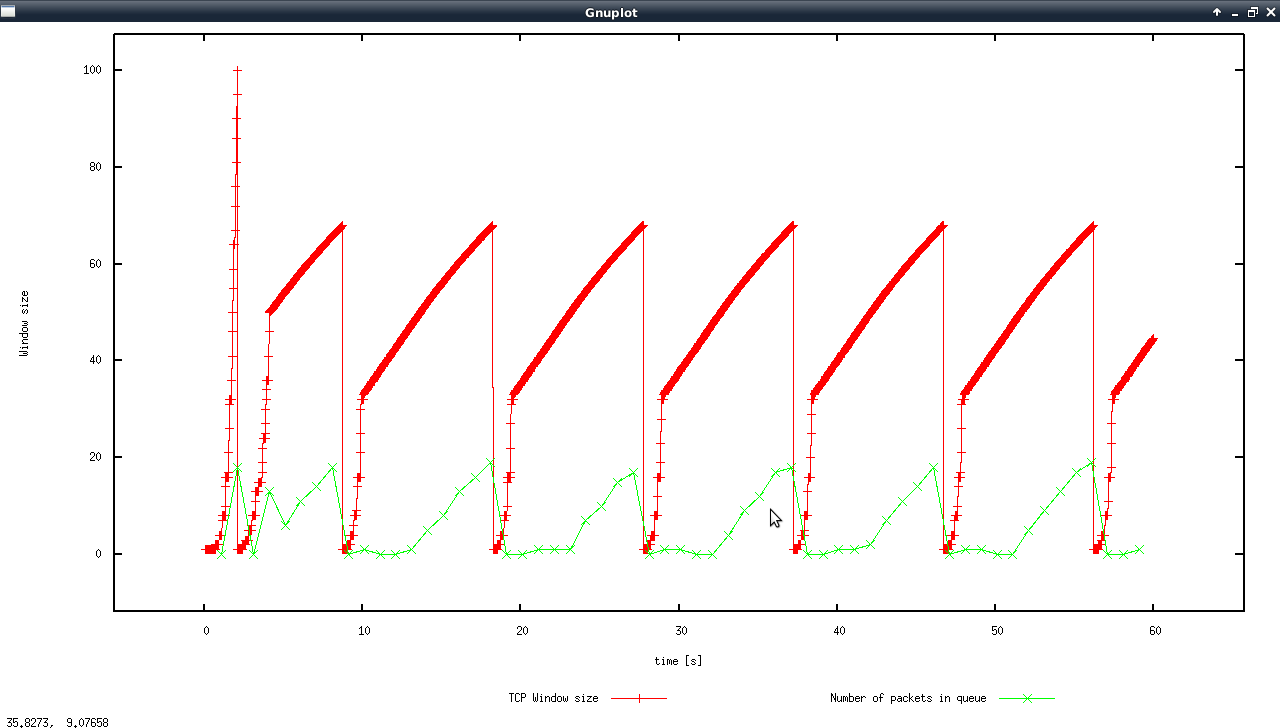 Gnuplot
100
80
60
40
20
0
Window size
0 10 20 30 40 50 60
time [s]
TCP Window size
Number of packets in queue
35.8273, 9.07658